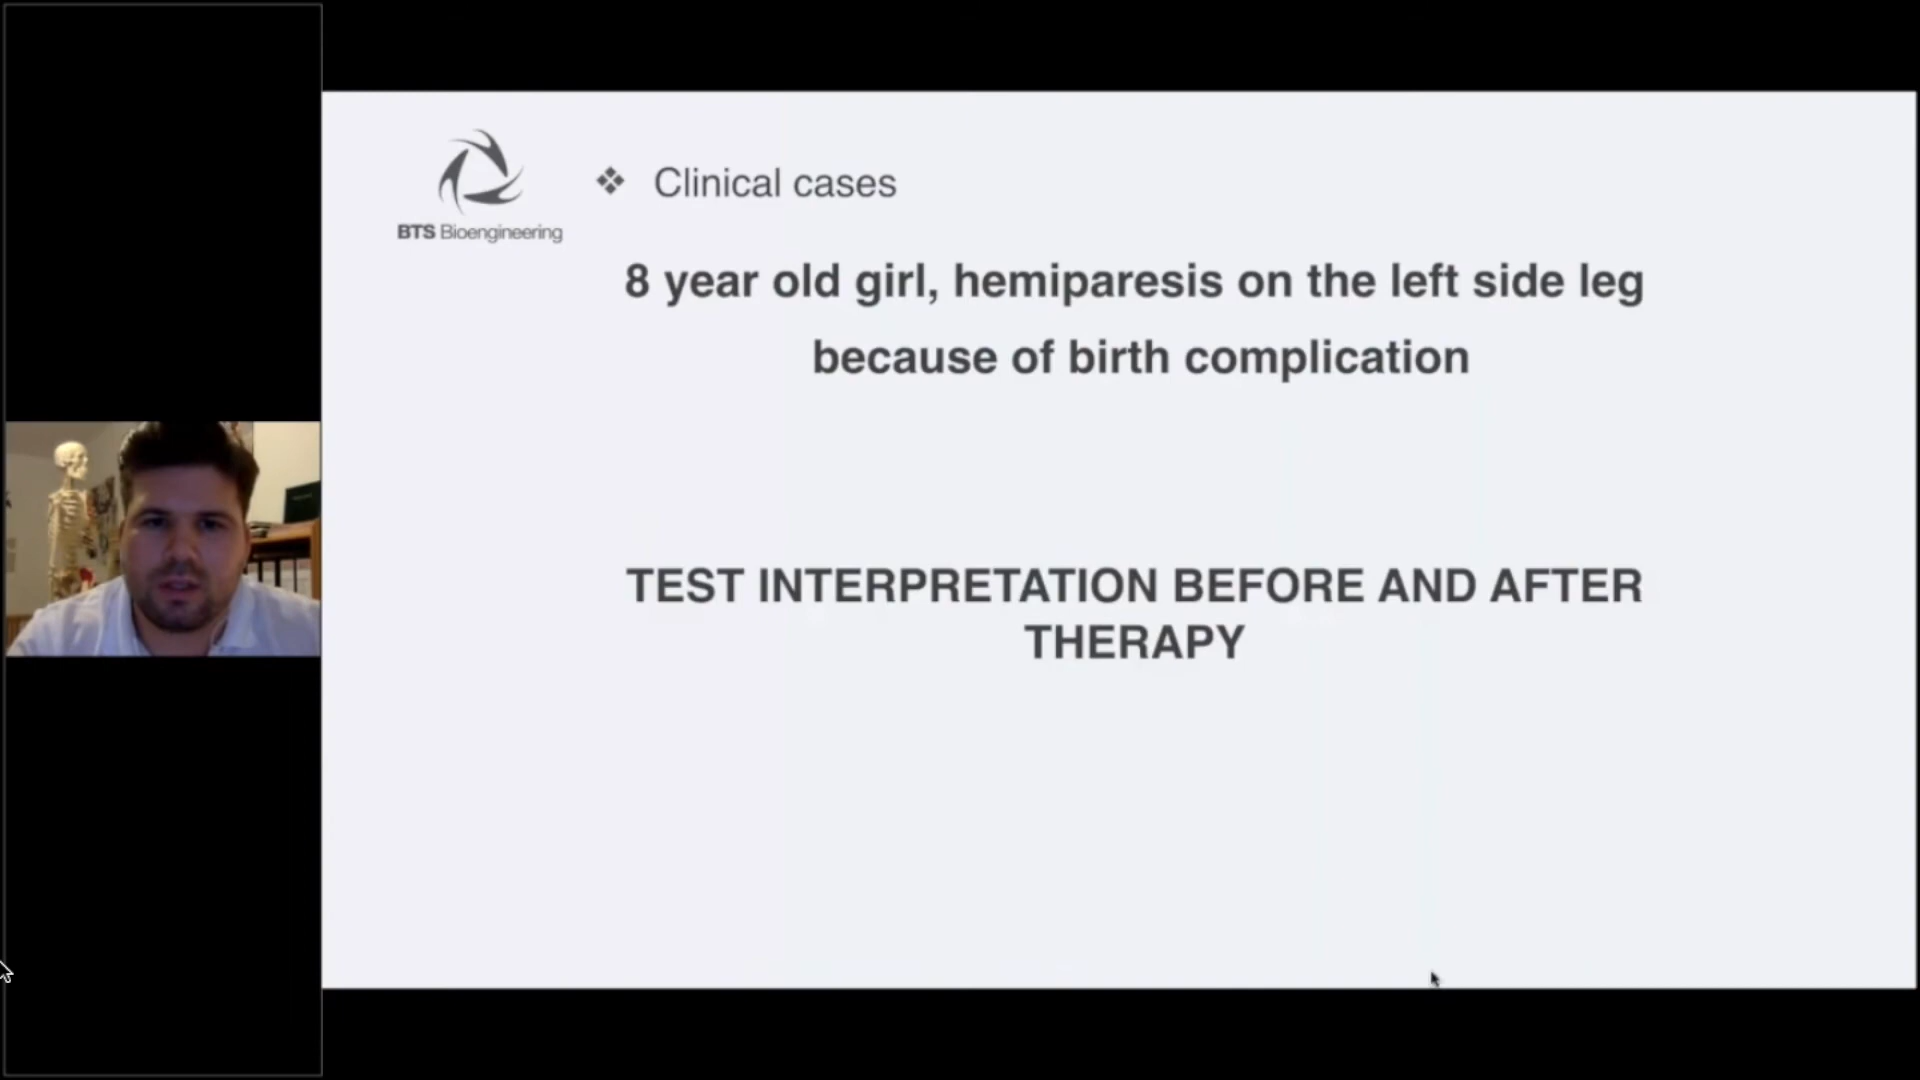 Clinical cases
BTS Bioengineering
8 year old girl, hemiparesis on the left side leg
because of birth complication
TEST INTERPRETATION BEFORE AND AFTER
THERAPY